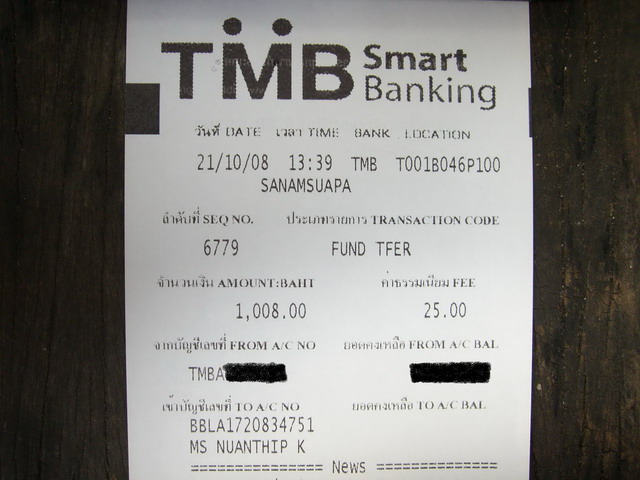 TMB Smart
Banking
วันที่ DATE เวลา TIME BANK LOCATION
21/10/08 13:39 TMB T001B046P100
SANAMSUAPA
ลำดับที่ SEQ NO. ประเภทรายการ TRANSACTION CODE
6779 FUND TFER
จำนวนเงิน AMOUNT:BAHT ค่าธรรมเนียม FEE
1,008.00 25.00
จากบัญชีเลขที่ FROM A/C NO ยอดคงเหลือ FROM A/C BAL
TMBA
เข้าบัญชีเลขที่ TO A/C NO ยอดคงเหลือ TO A/C BAL
BBLA1720834751
MS NUANTHIP K
=============== News ===============